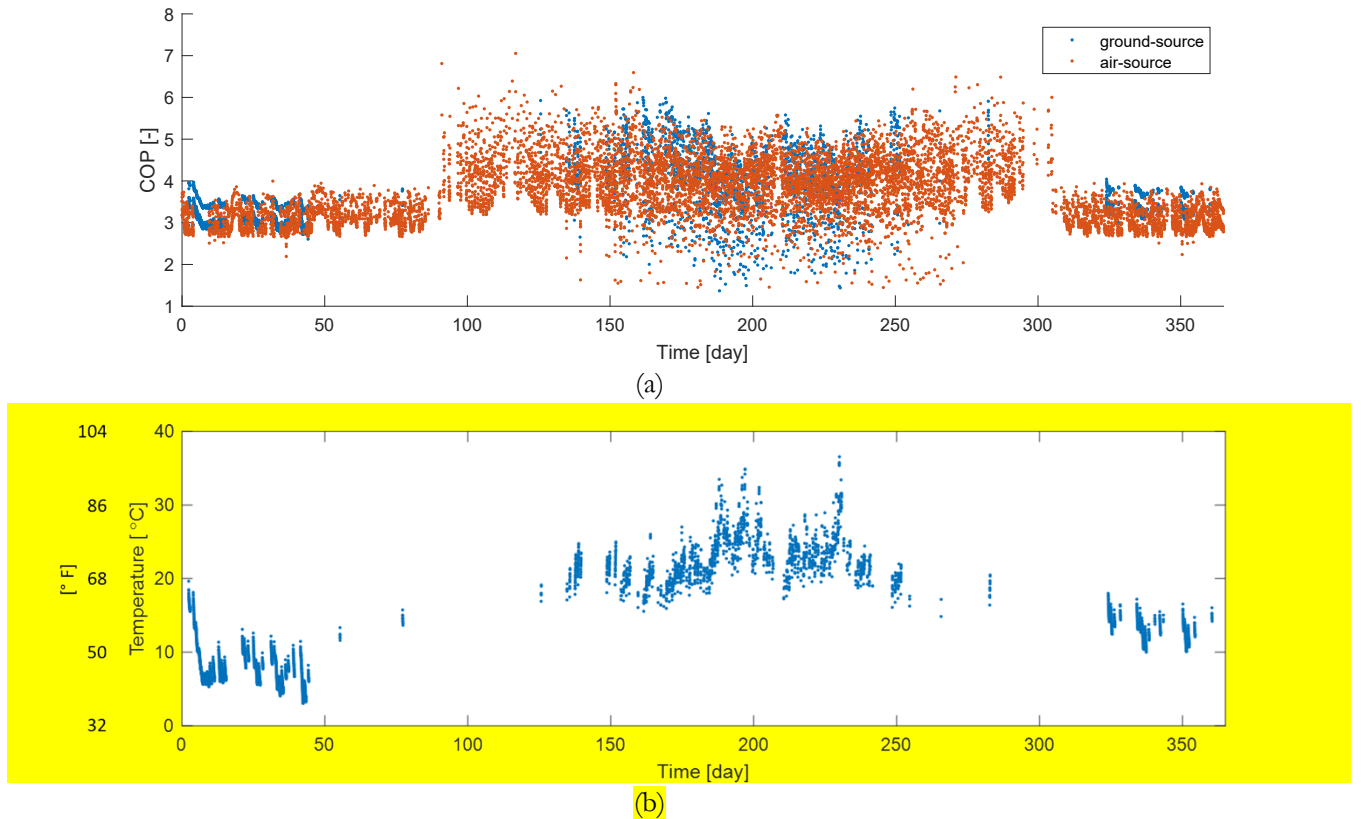 8
7
6
5
4
3
2
1
COP [-]
ground-source
air-source
0 50 100 150 200 250 300 350
Time [day]
(a)
104 40
86 30
68 20
50 10
32 0
[° F]
Temperature [ °C]
0 50 100 150 200 250 300 350
Time [day]
(b)